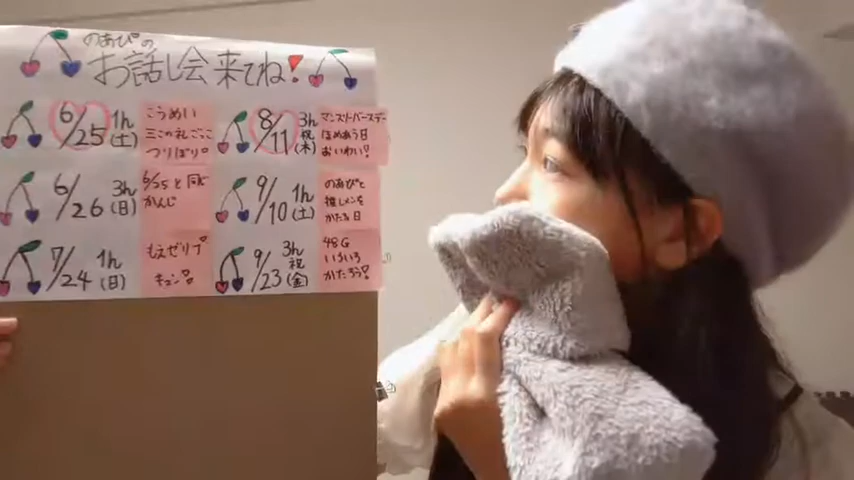 のあぴの
お話し会来てね!
6/25(土) 1h こうめい
三この礼ごっこ
つりぼり°
6/26(日) 3h 6/25と同じ
かんじ
7/24(日) 1h もえぜリブ°
キュン°
8/11(木) 祝 3h マンスリーバースデー
ほめあう日
おいわい!
9/10(土) 1h のあぴと
推しメンを
かたる日
9/23(金) 祝 3h 48G
いろいろ
かたろう!